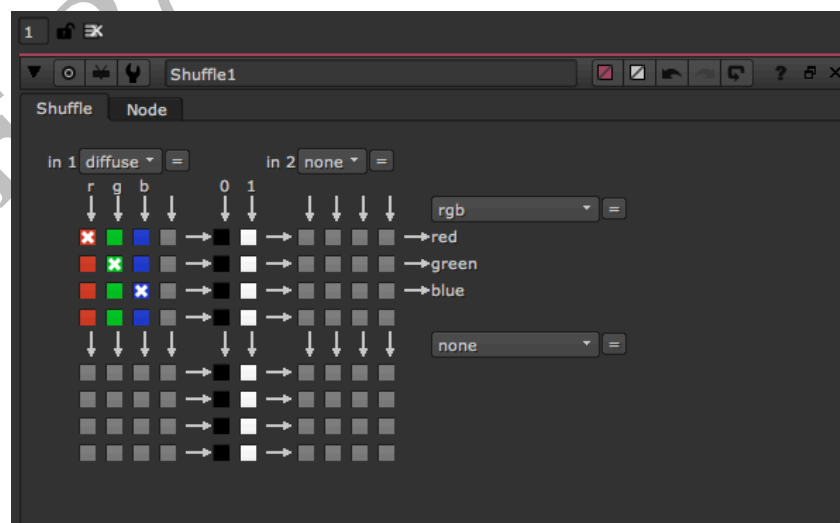 1
Shuffle1 ?
Shuffle Node
in 1 diffuse = in 2 none =
r g b 0 1
rgb =
red
green
blue
none =